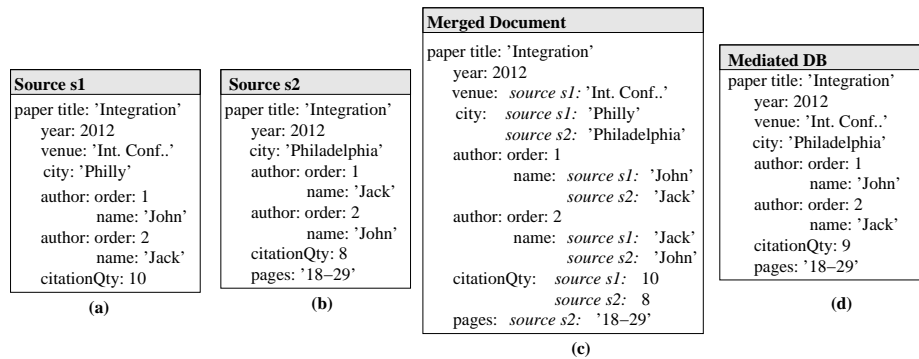 Source s1
paper title: 'Integration'
year: 2012
venue: 'Int. Conf..'
city: 'Philly'
author: order: 1
name: 'John'
author: order: 2
name: 'Jack'
citationQty: 10
(a)
Source s2
paper title: 'Integration'
year: 2012
city: 'Philadelphia'
author: order: 1
name: 'Jack'
author: order: 2
name: 'John'
citationQty: 8
pages: '18−29'
(b)
Merged Document
paper title: 'Integration'
year: 2012
venue: source s1: 'Int. Conf..'
city: source s1: 'Philly'
source s2: 'Philadelphia'
author: order: 1
name: source s1: 'John'
source s2: 'Jack'
author: order: 2
name: source s1: 'Jack'
source s2: 'John'
citationQty: source s1: 10
source s2: 8
pages: source s2: '18−29'
(c)
Mediated DB
paper title: 'Integration'
year: 2012
venue: 'Int. Conf..'
city: 'Philadelphia'
author: order: 1
name: 'John'
author: order: 2
name: 'Jack'
citationQty: 9
pages: '18−29'
(d)